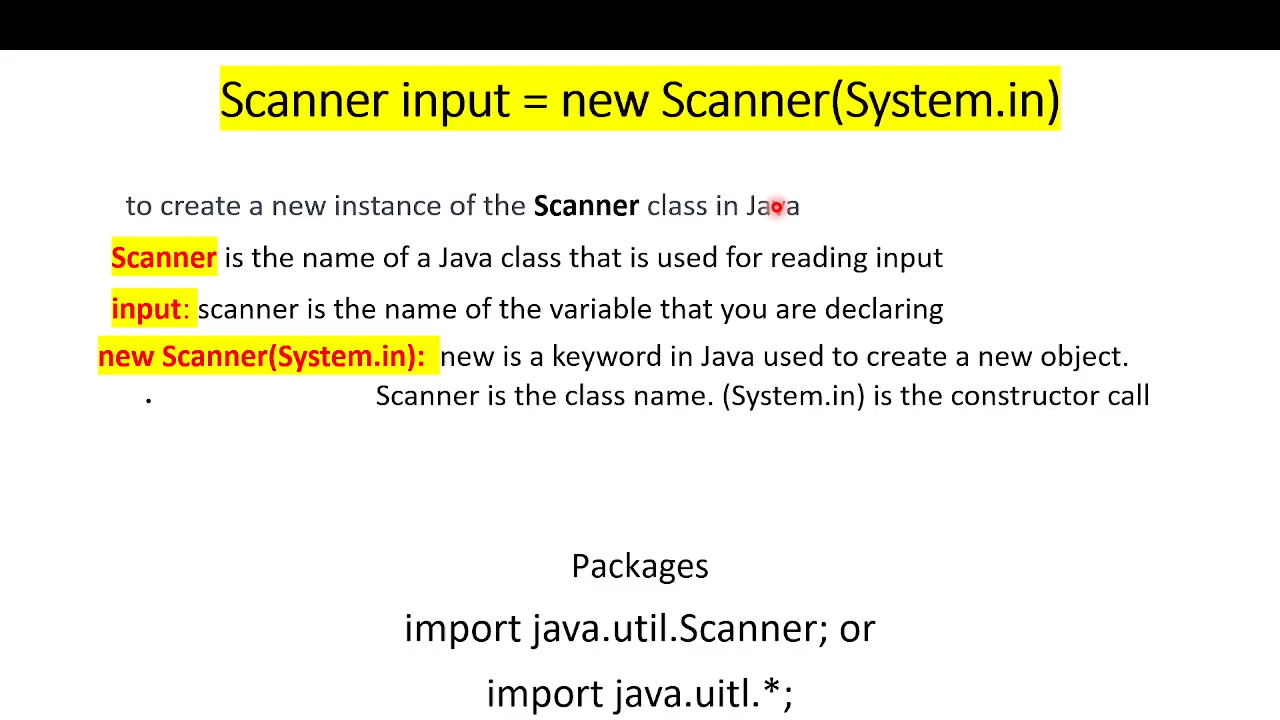 Scanner input = new Scanner(System.in)
to create a new instance of the Scanner class in Java
Scanner is the name of a Java class that is used for reading input
input: scanner is the name of the variable that you are declaring
new Scanner(System.in): new is a keyword in Java used to create a new object.
• Scanner is the class name. (System.in) is the constructor call
Packages
import java.util.Scanner; or
import java.uitl.*;